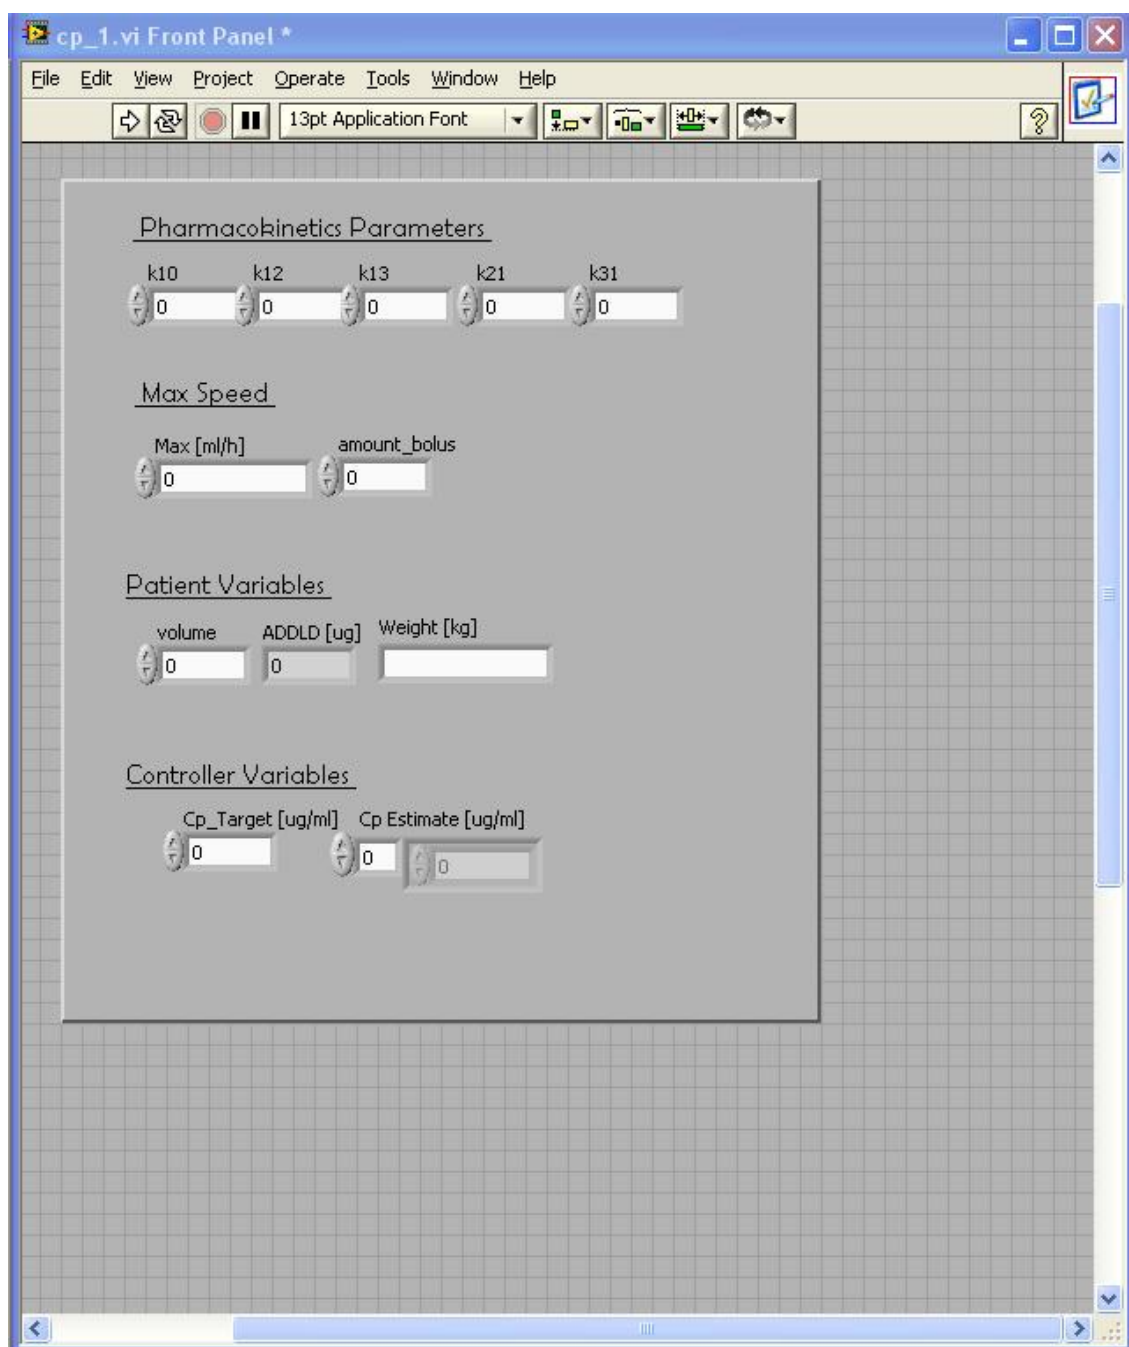 cp_1.vi Front Panel *
File Edit View Project Operate Tools Window Help
13pt Application Font
Pharmacokinetics Parameters
k10 k12 k13 k21 k31
0 0 0 0 0
Max Speed
Max [ml/h] amount_bolus
0 0
Patient Variables
volume ADDLD [ug] Weight [kg]
0 0
Controller Variables
Cp_Target [ug/ml] Cp Estimate [ug/ml]
0 0 0